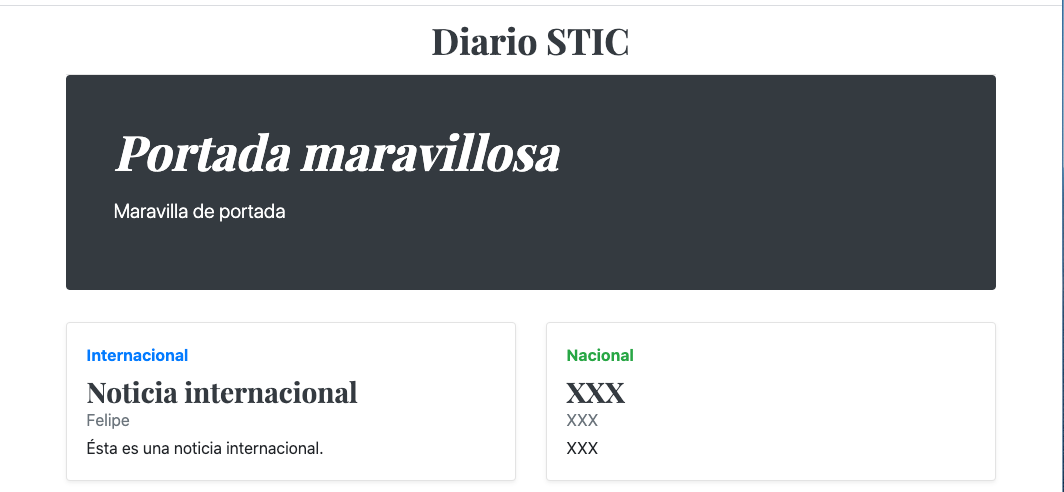 Diario STIC
Portada maravillosa
Maravilla de portada
Internacional
Noticia internacional
Felipe
Ésta es una noticia internacional.
Nacional
XXX
XXX
XXX